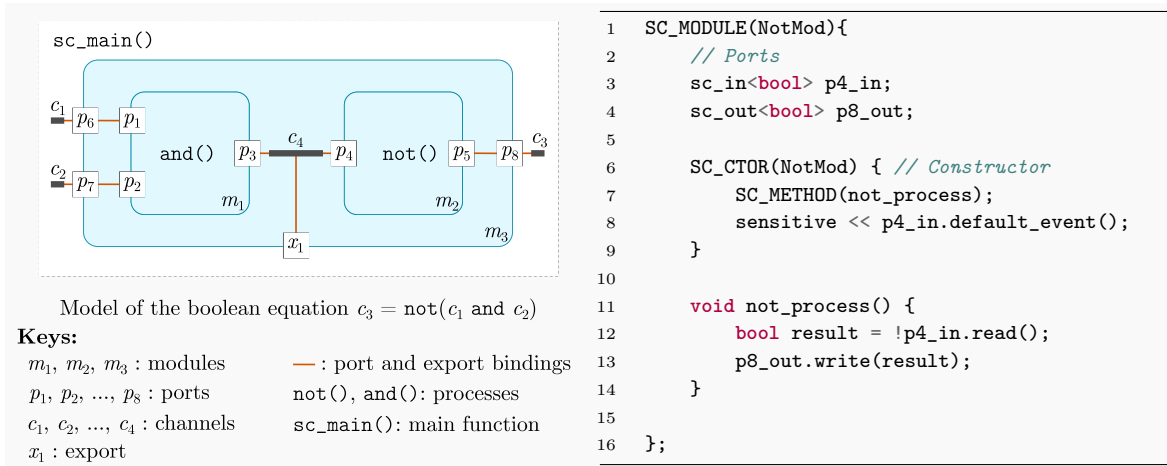 sc_main()
c1
p6
p1
and()
p3
c4
p4
not()
p5
p8
c3
c2
p7
p2
m1
m2
x1
m3
Model of the boolean equation c3 = not(c1 and c2)
Keys:
m1, m2, m3 : modules
p1, p2, ..., p8 : ports
c1, c2, ..., c4 : channels
x1 : export
— : port and export bindings
not(), and(): processes
sc_main(): main function
1 SC_MODULE(NotMod){
2 // Ports
3 sc_in<bool> p4_in;
4 sc_out<bool> p8_out;
5
6 SC_CTOR(NotMod) { // Constructor
7 SC_METHOD(not_process);
8 sensitive << p4_in.default_event();
9 }
10
11 void not_process() {
12 bool result = !p4_in.read();
13 p8_out.write(result);
14 }
15
16 };